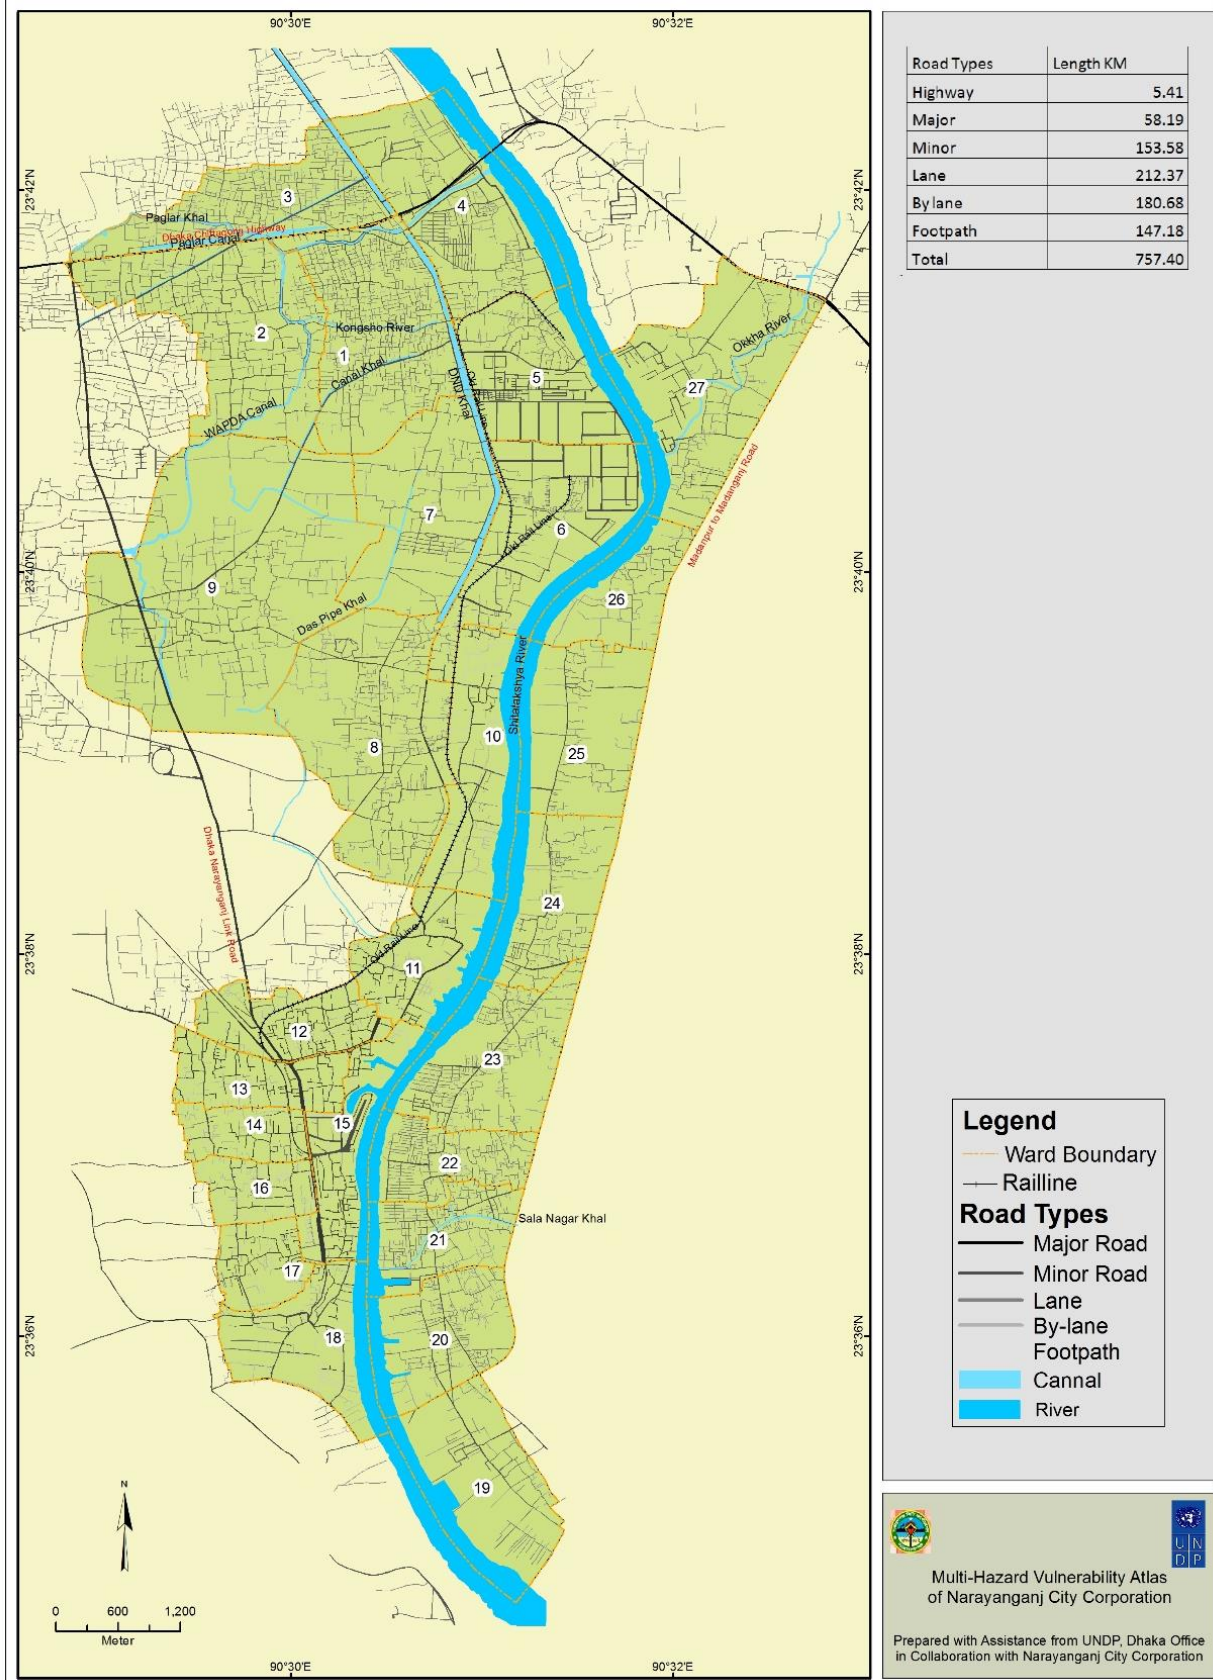 90°30'E
90°32'E
23°42'N
23°42'N
3
4
Paglar Khal
Dhaka Chittagong Highway
Paglar Canal
2
1
Kongsho River
Canal Khal
WAPDA Canal
DND Khal
Old Rail Line
5
Okkha River
27
Madanpur to Madanganj Road
7
Old Rail Line
6
23°40'N
23°40'N
9
Das Pipe Khal
26
Shitalakshya River
10
8
25
Dhaka Narayanganj Link Road
24
Old Rail Line
11
23°38'N
23°38'N
12
23
13
14
15
22
16
Sala Nagar Khal
21
17
18
20
23°36'N
23°36'N
19
N
0 600 1,200
Meter
90°30'E
90°32'E
Road Types Length KM
Highway 5.41
Major 58.19
Minor 153.58
Lane 212.37
By lane 180.68
Footpath 147.18
Total 757.40
Legend
Ward Boundary
Railline
Road Types
Major Road
Minor Road
Lane
By-lane
Footpath
Cannal
River
U N
D P
Multi-Hazard Vulnerability Atlas
of Narayanganj City Corporation
Prepared with Assistance from UNDP, Dhaka Office
in Collaboration with Narayanganj City Corporation